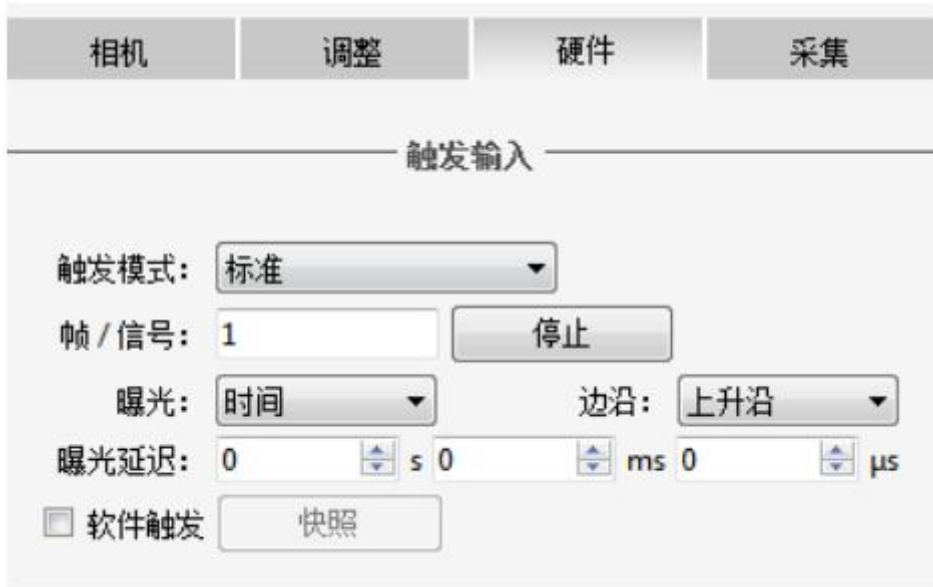 相机 调整 硬件 采集
触发输入
触发模式： 标准
帧 / 信号： 1 停止
曝光： 时间 边沿： 上升沿
曝光延迟： 0 s 0 ms 0 μs
软件触发 快照